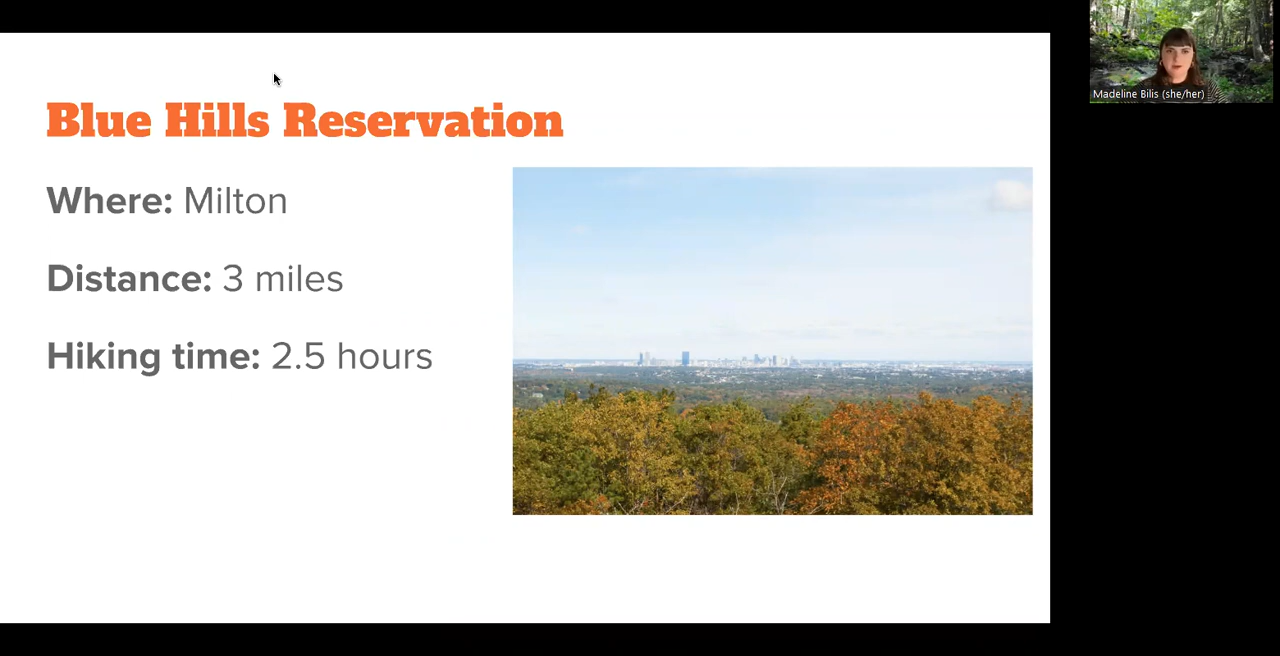 Blue Hills Reservation
Where: Milton
Distance: 3 miles
Hiking time: 2.5 hours
Madeline Bilis (she/her)